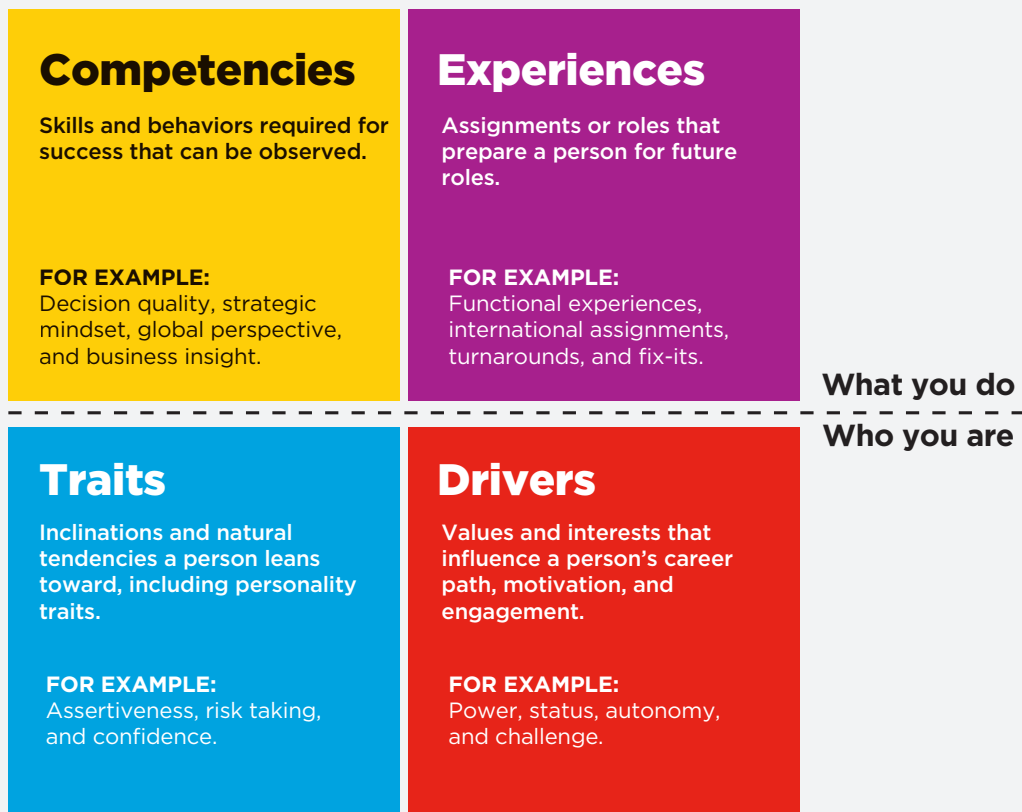 Competencies
Skills and behaviors required for
success that can be observed.
FOR EXAMPLE:
Decision quality, strategic
mindset, global perspective,
and business insight.
Experiences
Assignments or roles that
prepare a person for future
roles.
FOR EXAMPLE:
Functional experiences,
international assignments,
turnarounds, and fix-its.
What you do
Who you are
Traits
Inclinations and natural
tendencies a person leans
toward, including personality
traits.
FOR EXAMPLE:
Assertiveness, risk taking,
and confidence.
Drivers
Values and interests that
influence a person’s career
path, motivation, and
engagement.
FOR EXAMPLE:
Power, status, autonomy,
and challenge.